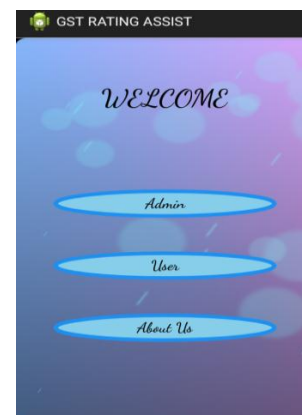 GST RATING ASSIST
WELCOME
Admin
User
About Us